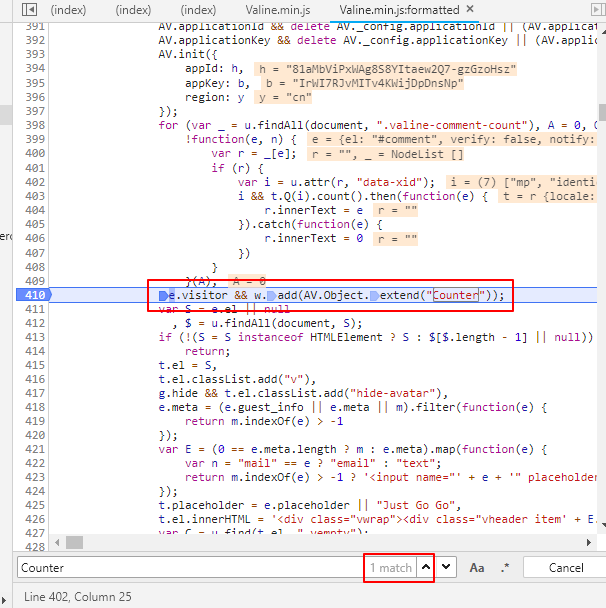 (index) (index) (index) Valine.min.js Valine.min.js:formatted ×
391 AV.applicationId && delete AV._config.applicationId || (AV.applic
392 AV.applicationKey && delete AV._config.applicationKey || (AV.appl
393 AV.init({
394 appId: h, h = "81aMbViPxWAg8S8YItaew2Q7-gzGzoHsz"
395 appKey: b, b = "IrWI7RJvMITv4KWijDpDnsNp"
396 region: y y = "cn"
397 });
398 for (var _ = u.findAll(document, ".valine-comment-count"), A = 0, C
399 !function(e, n) { e = {el: "#comment", verify: false, notify:
400 var r = _[e]; r = "", _ = NodeList []
401 if (r) {
402 var i = u.attr(r, "data-xid"); i = (7) ["mp", "identi
403 i && t.Q(i).count().then(function(e) { t = r {locale:
404 r.innerText = e r = ""
405 }).catch(function(e) {
406 r.innerText = 0 r = ""
407 })
408 }
409 }(A); A = 0
410 e.visitor && w.add(AV.Object.extend("Counter"));
411 var S = e.el || null
412 , $ = u.findAll(document, S);
413 if (!(S = S instanceof HTMLElement ? S : $[$.length - 1] || null))
414 return;
415 t.el = S,
416 t.el.classList.add("v"),
417 g.hide && t.el.classList.add("hide-avatar"),
418 e.meta = (e.guest_info || e.meta || m).filter(function(e) {
419 return m.indexOf(e) > -1
420 });
421 var E = (0 == e.meta.length ? m : e.meta).map(function(e) {
422 var n = "mail" == e ? "email" : "text";
423 return m.indexOf(e) > -1 ? '<input name="' + e + '" placeholder
424 });
425 t.placeholder = e.placeholder || "Just Go Go",
426 t.el.innerHTML = '<div class="vwrap"><div class="vheader item' + E.
427
428
Counter 1 match Aa .* Cancel
Line 402, Column 25